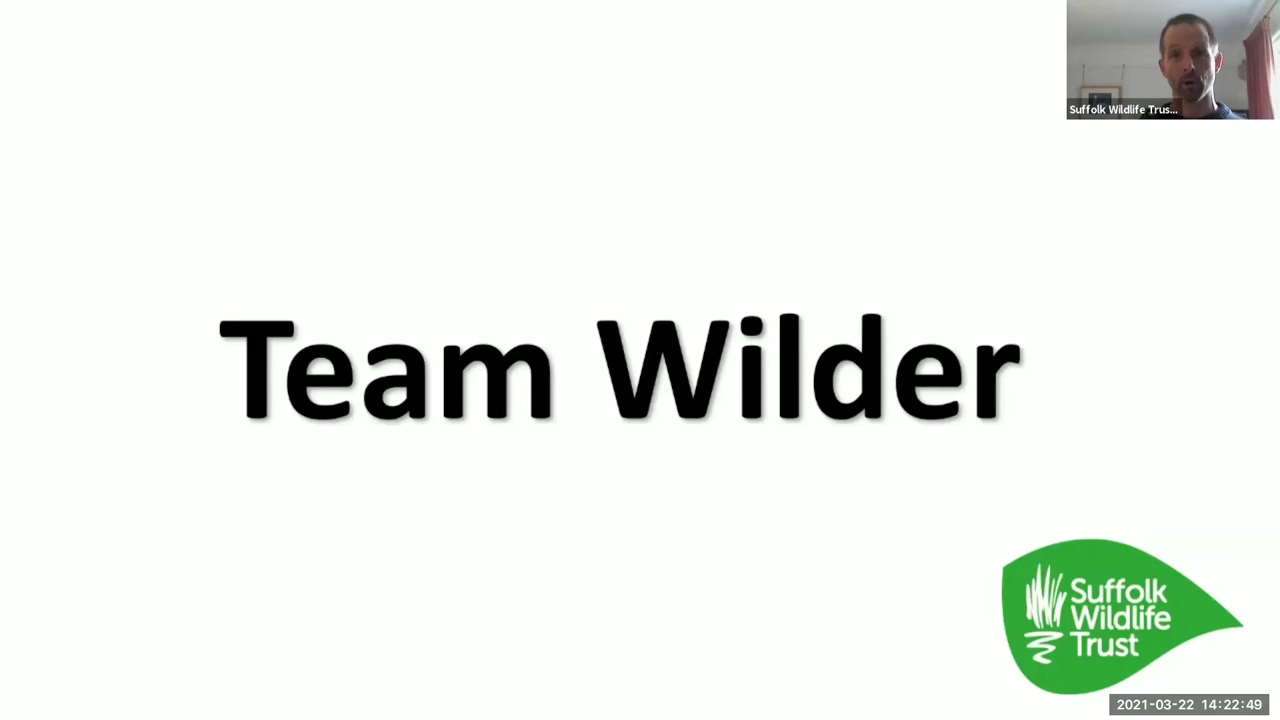 Suffolk Wildlife Trus...
Team Wilder
Suffolk
Wildlife
Trust
2021-03-22 14:22:49